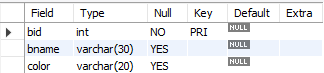 Field Type Null Key Default Extra
bid int NO PRI NULL
bname varchar(30) YES NULL
color varchar(20) YES NULL